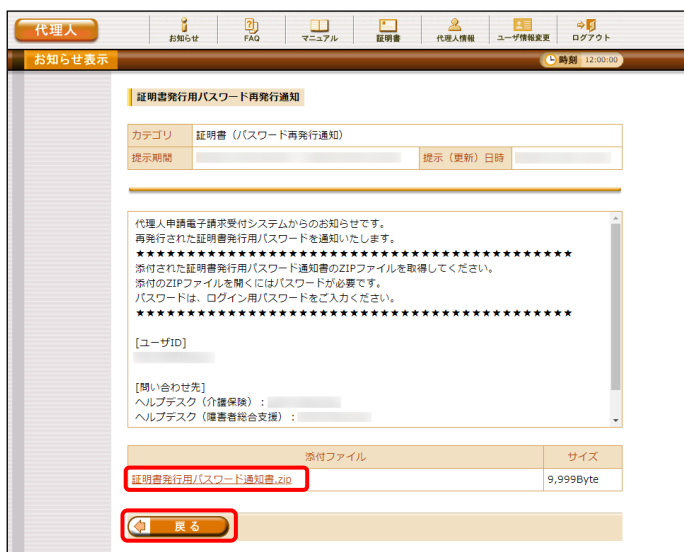 代理人
お知らせ
FAQ
マニュアル
証明書
代理人情報
ユーザ情報変更
ログアウト
お知らせ表示
時刻 12:00:00
証明書発行用パスワード再発行通知
カテゴリ 証明書（パスワード再発行通知）
提示期間
提示（更新）日時
代理人申請電子請求受付システムからのお知らせです。
再発行された証明書発行用パスワードを通知いたします。
★★★★★★★★★★★★★★★★★★★★★★★★★★★★★★★★★★
添付された証明書発行用パスワード通知書のZIPファイルを取得してください。
添付のZIPファイルを開くにはパスワードが必要です。
パスワードは、ログイン用パスワードをご入力ください。
★★★★★★★★★★★★★★★★★★★★★★★★★★★★★★★★★★
[ユーザID]
[問い合わせ先]
ヘルプデスク（介護保険）：
ヘルプデスク（障害者総合支援）：
添付ファイル サイズ
証明書発行用パスワード通知書.zip 9,999Byte
戻る